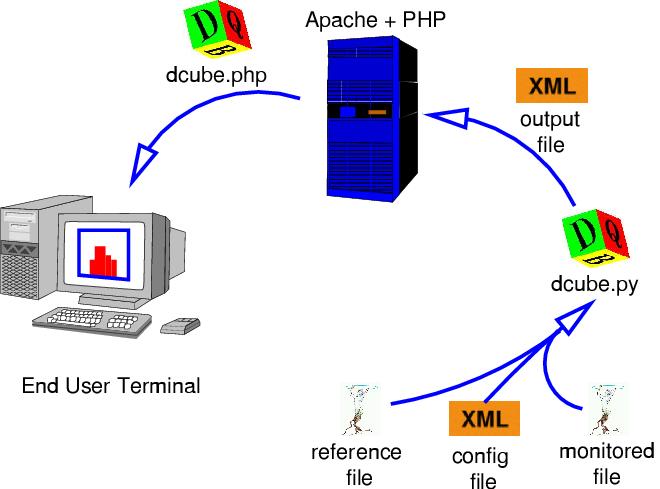 D Q B
dcube.php
Apache + PHP
XML
output
file
D Q B
dcube.py
End User Terminal
reference
file
XML
config
file
monitored
file